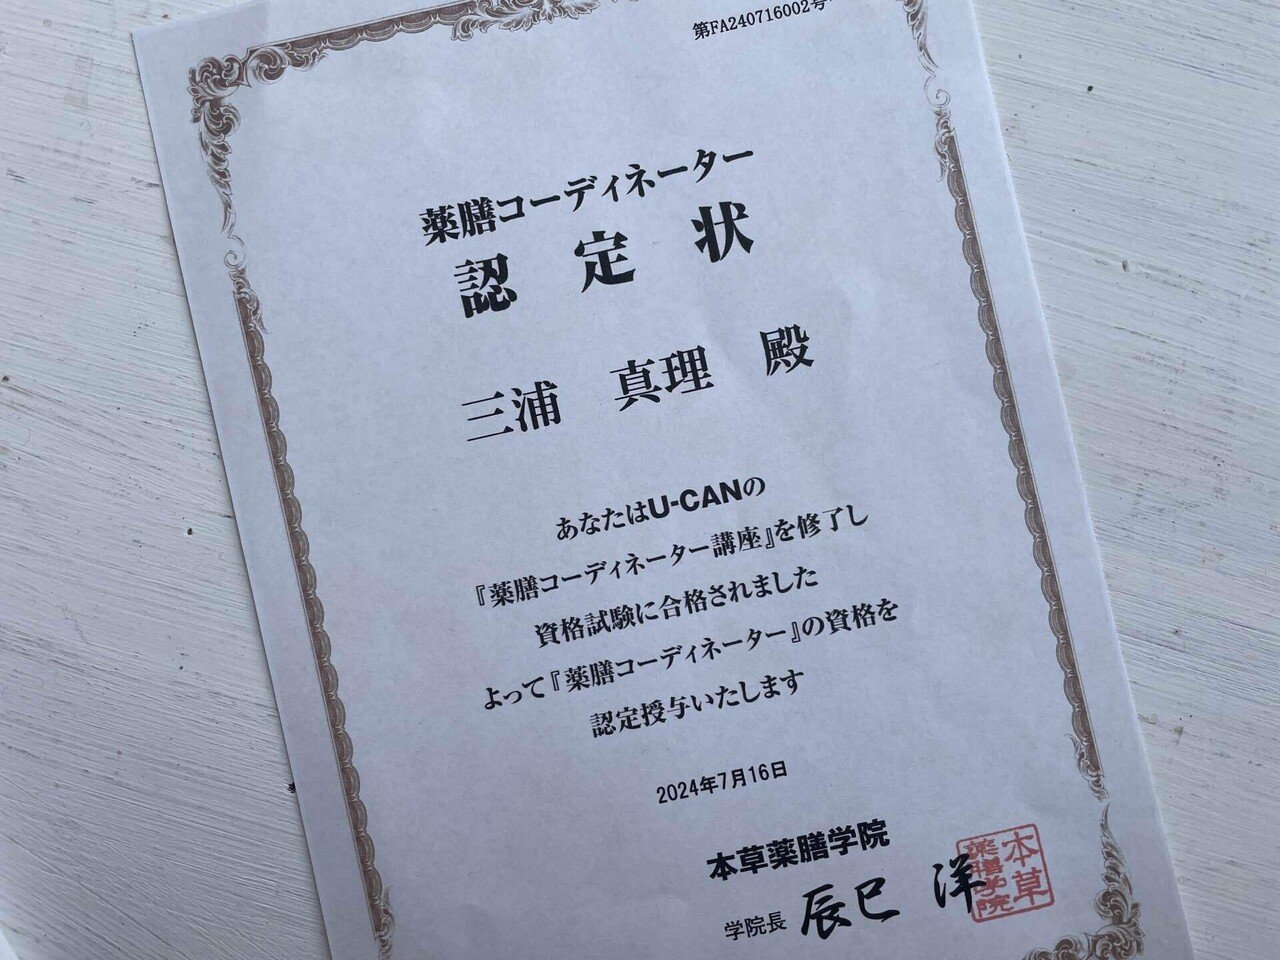 第FA240716002号
薬膳コーディネーター
認定状
三浦 真理 殿
あなたはU-CANの
『薬膳コーディネーター講座』を修了し
資格試験に合格されました
よって『薬膳コーディネーター』の資格を
認定授与いたします
2024年7月16日
本草薬膳学院
学院長 辰巳 洋
本草
薬膳学院